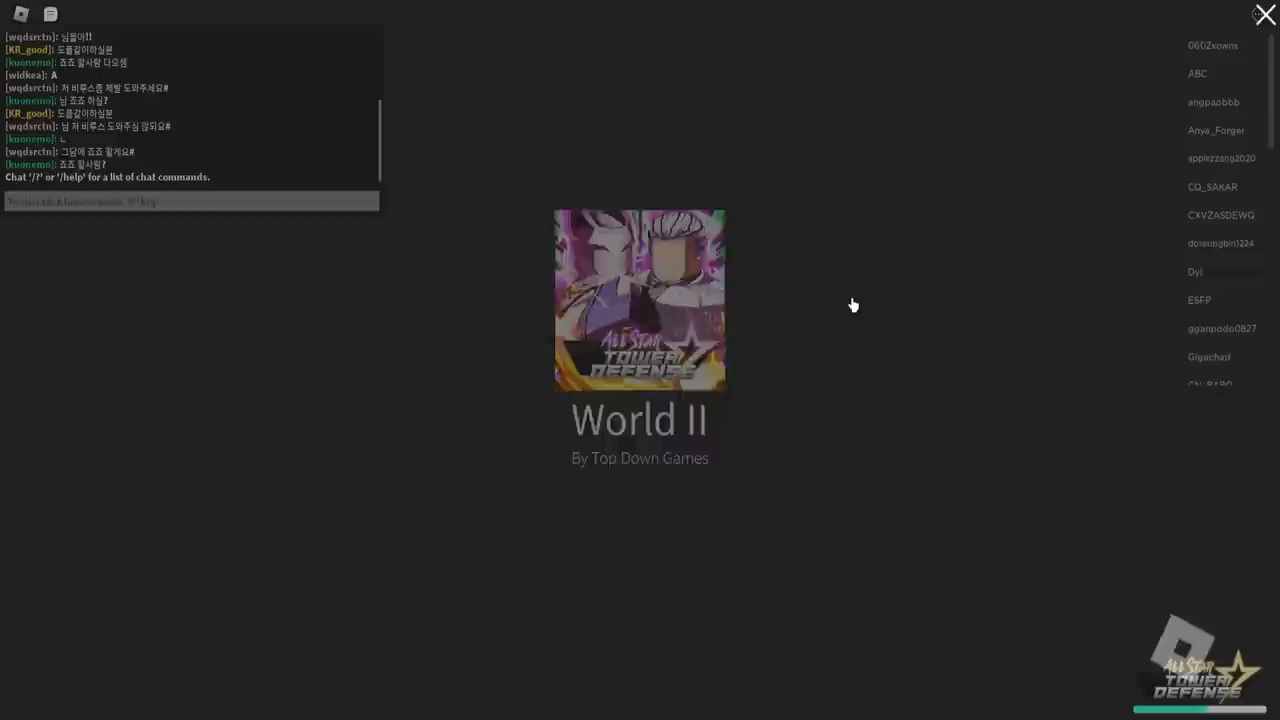 [wqdsrctn]: 님들아!!
[KR_good]: 도플같이하실분
[kuonemo]: 죠죠 할사람 다오셈
[widkea]: A
[wqdsrctn]: 저 비루스좀 제발 도와주세요#
[kuonemo]: 님 죠죠 하실?
[KR_good]: 도플같이하실분
[wqdsrctn]: 님 저 비루스 도와주심 않되요#
[kuonemo]: ㄴ
[wqdsrctn]: 그담에 죠죠 할게요#
[kuonemo]: 죠죠 할사람?
Chat '/?' or '/help' for a list of chat commands.
0602xowns
ABC
angpaobbb
Anya_Forger
applezzang2020
CQ_SAKAR
CXVZASDEWQ
doseungbin1224
Dyl
ESFP
gganpodo0827
Gigachad
ALL STAR
TOWER
DEFENSE
World II
By Top Down Games
ALL STAR
TOWER
DEFENSE